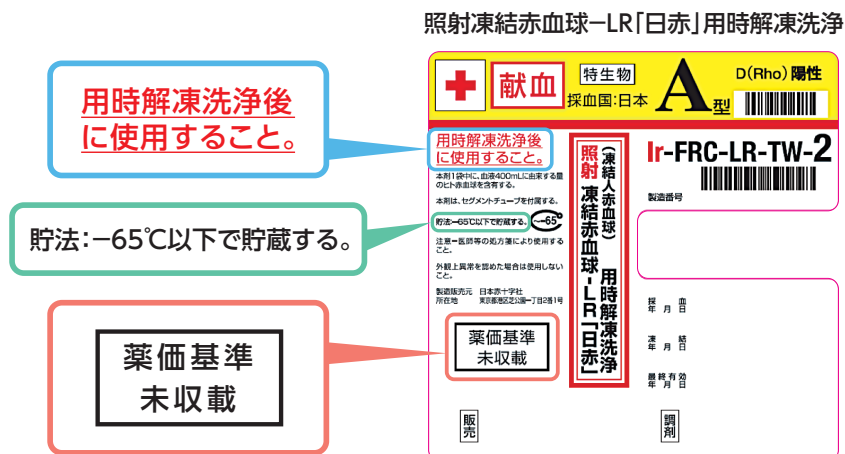 照射凍結赤血球−LR「日赤」用時解凍洗浄
用時解凍洗浄後
に使用すること。
貯法：−65℃以下で貯蔵する。
薬価基準
未収載
献血
特生物
採血国：日本
A型
D（Rho）陽性
用時解凍洗浄後
に使用すること。
本剤1袋中に、血液400mLに由来する量
のヒト赤血球を含有する。
本剤は、セグメントチューブを付属する。
貯法：−65℃以下で貯蔵する。
～−65°
注意−医師等の処方箋により使用する
こと。
外観上異常を認めた場合は使用しない
こと。
製造販売元 日本赤十字社
所在地 東京都港区芝公園一丁目2番1号
薬価基準
未収載
販売
（凍結人赤血球）
照射 凍結赤血球-LR「日赤」
用時解凍洗浄
Ir-FRC-LR-TW-2
製造番号
採血
年月日
凍結
年月日
最終有効
年月日
調剤